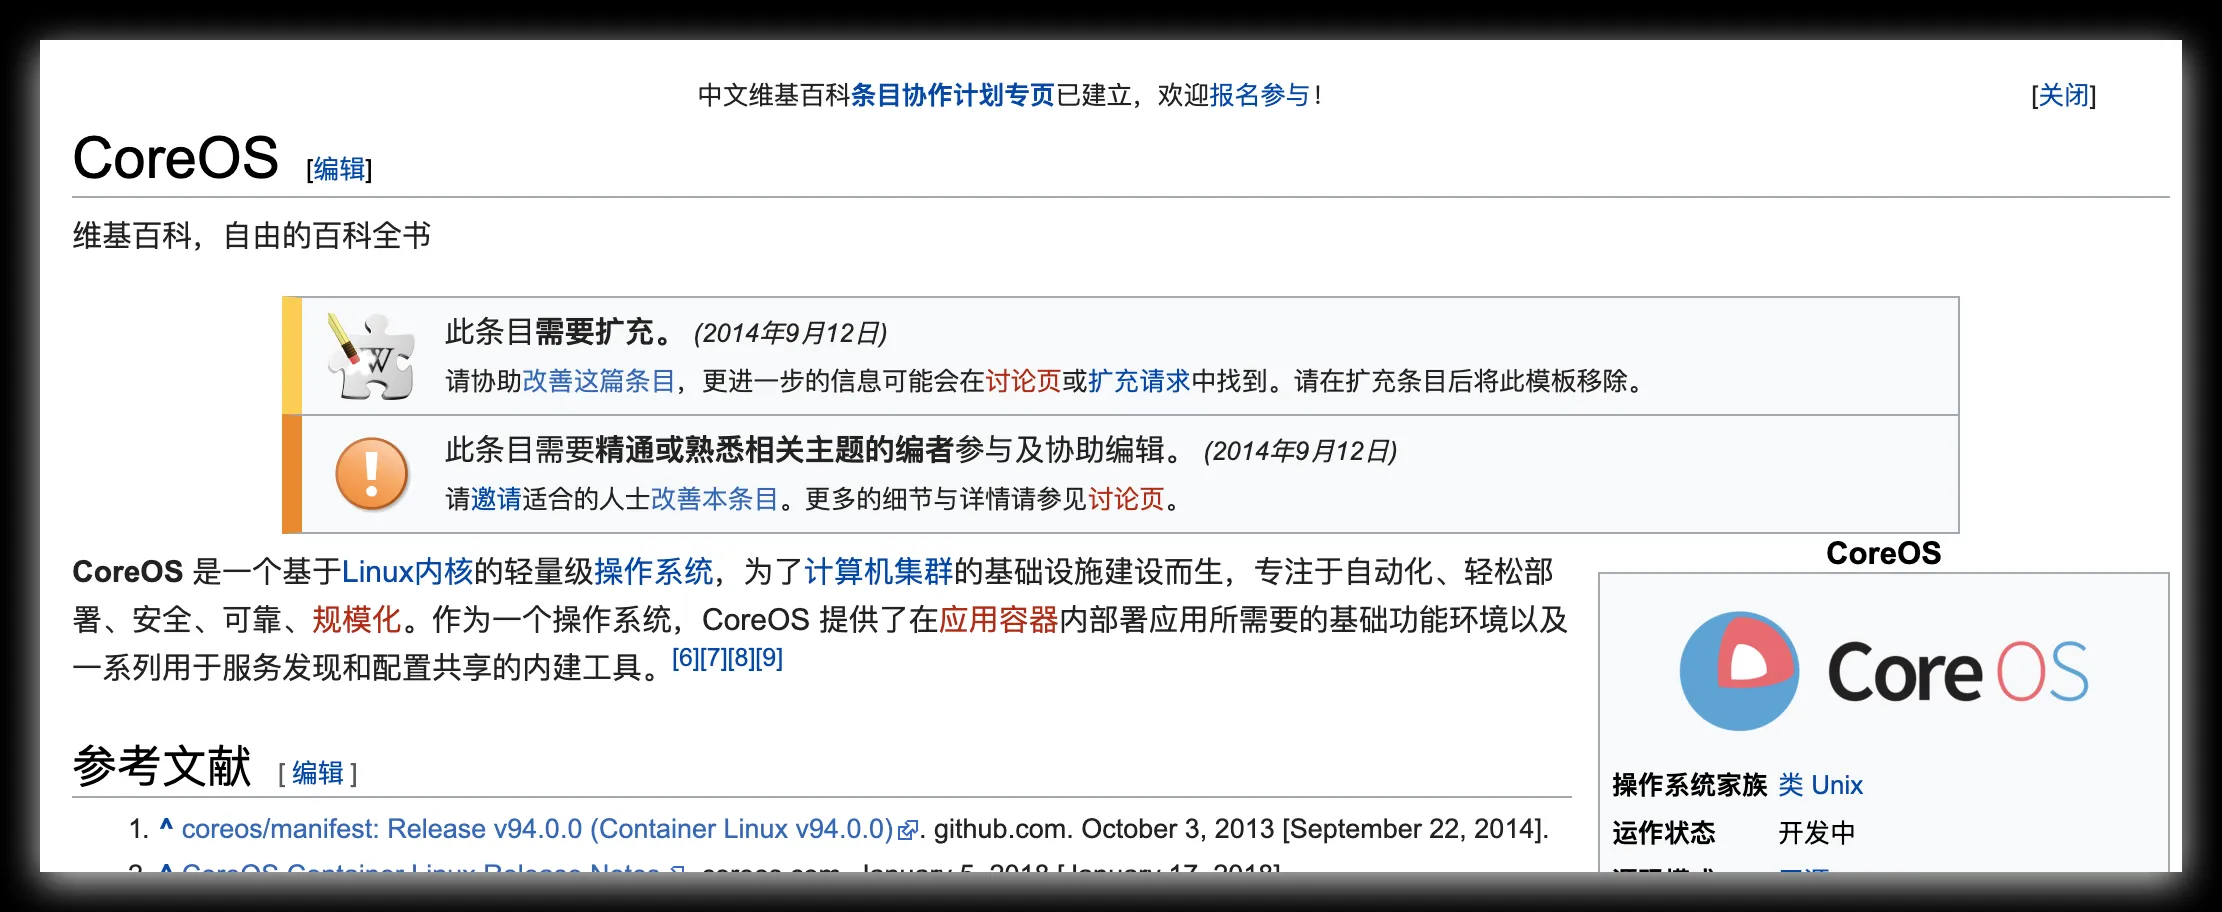 中文维基百科条目协作计划专页已建立，欢迎报名参与！
[关闭]
CoreOS [编辑]
维基百科，自由的百科全书
此条目需要扩充。 (2014年9月12日)
请协助改善这篇条目，更进一步的信息可能会在讨论页或扩充请求中找到。请在扩充条目后将此模板移除。
此条目需要精通或熟悉相关主题的编者参与及协助编辑。 (2014年9月12日)
请邀请适合的人士改善本条目。更多的细节与详情请参见讨论页。
CoreOS 是一个基于Linux内核的轻量级操作系统，为了计算机集群的基础设施建设而生，专注于自动化、轻松部
署、安全、可靠、规模化。作为一个操作系统，CoreOS 提供了在应用容器内部署应用所需要的基础功能环境以及
一系列用于服务发现和配置共享的内建工具。[6][7][8][9]
参考文献 [ 编辑 ]
1. ^ coreos/manifest: Release v94.0.0 (Container Linux v94.0.0). github.com. October 3, 2013 [September 22, 2014].
2. ^ CoreOS Container Linux Release Notes. coreos.com. January 5, 2018 [January 17, 2018]
CoreOS
Core OS
操作系统家族 类 Unix
运作状态 开发中